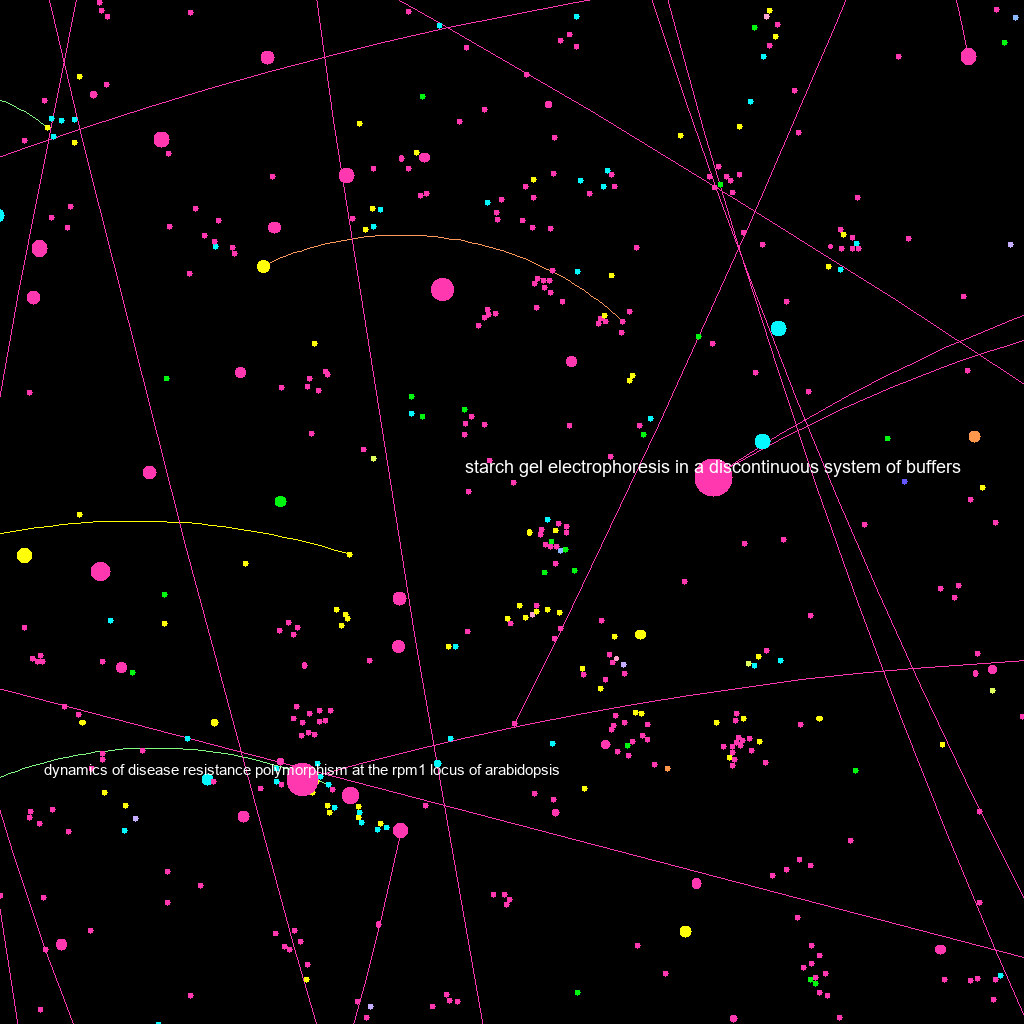 starch gel electrophoresis in a discontinuous system of buffers
dynamics of disease resistance polymorphism at the rpm1 locus of arabidopsis